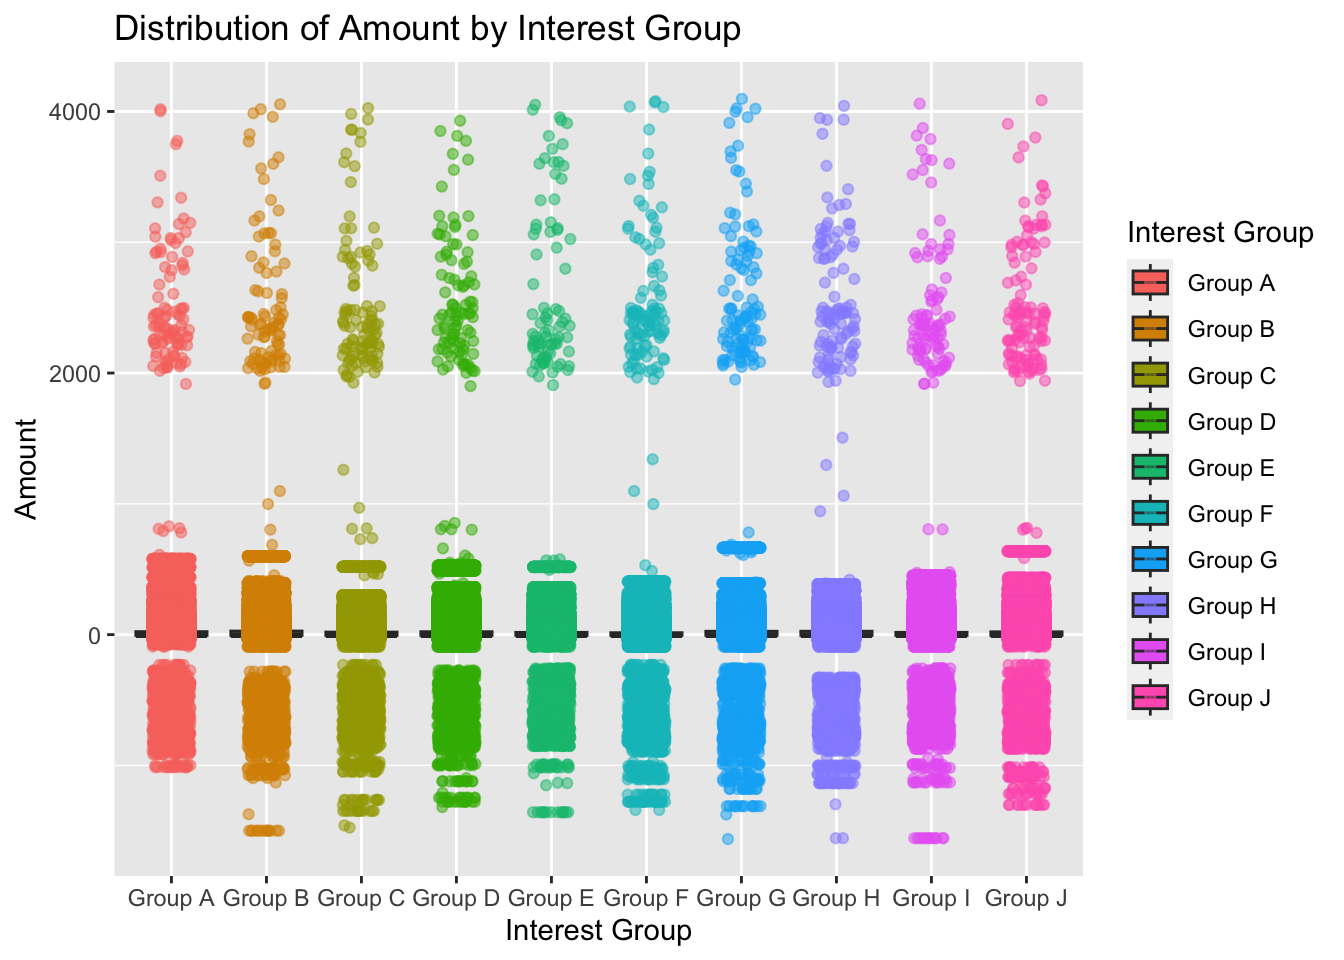 Distribution of Amount by Interest Group
Amount
4000
2000
0
Group A Group B Group C Group D Group E Group F Group G Group H Group I Group J
Interest Group
Interest Group
Group A
Group B
Group C
Group D
Group E
Group F
Group G
Group H
Group I
Group J